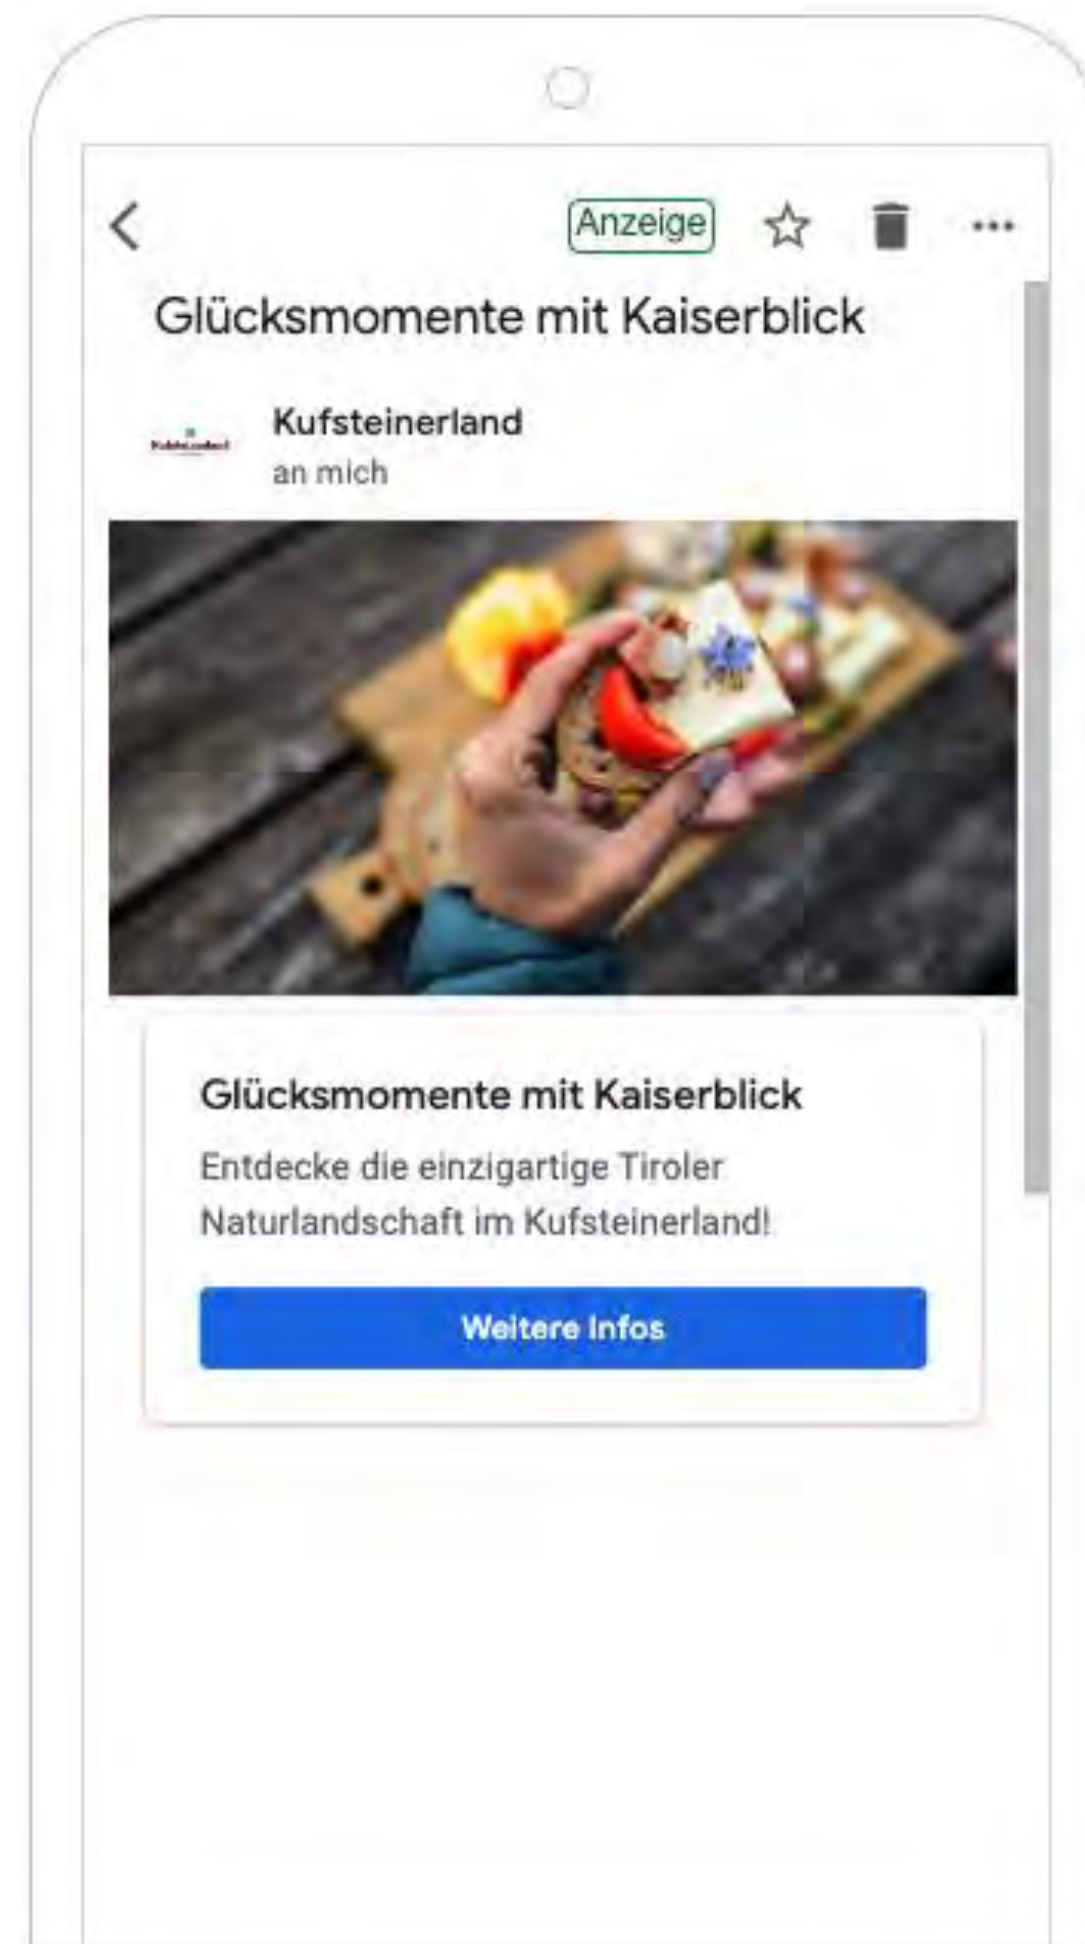 Anzeige
Glücksmomente mit Kaiserblick
Kufsteinerland
an mich
Glücksmomente mit Kaiserblick
Entdecke die einzigartige Tiroler
Naturlandschaft im Kufsteinerland!
Weitere Infos